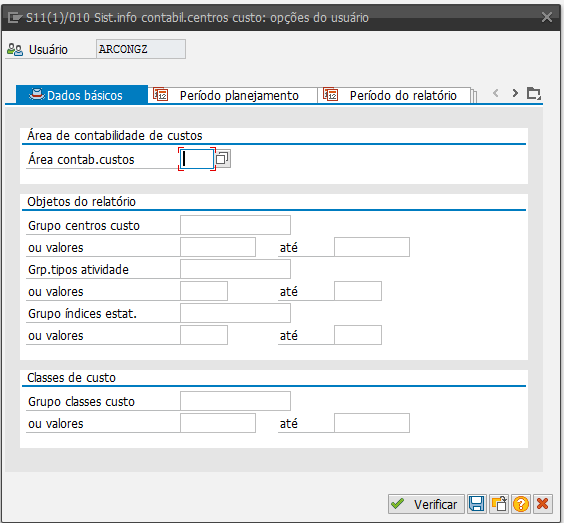 S11(1)/010 Sist.info contabil.centros custo: opções do usuário
Usuário ARCONGZ
Dados básicos Período planejamento Período do relatório
Área de contabilidade de custos
Área contab.custos
Objetos do relatório
Grupo centros custo
ou valores até
Grp.tipos atividade
ou valores até
Grupo índices estat.
ou valores até
Classes de custo
Grupo classes custo
ou valores até
Verificar